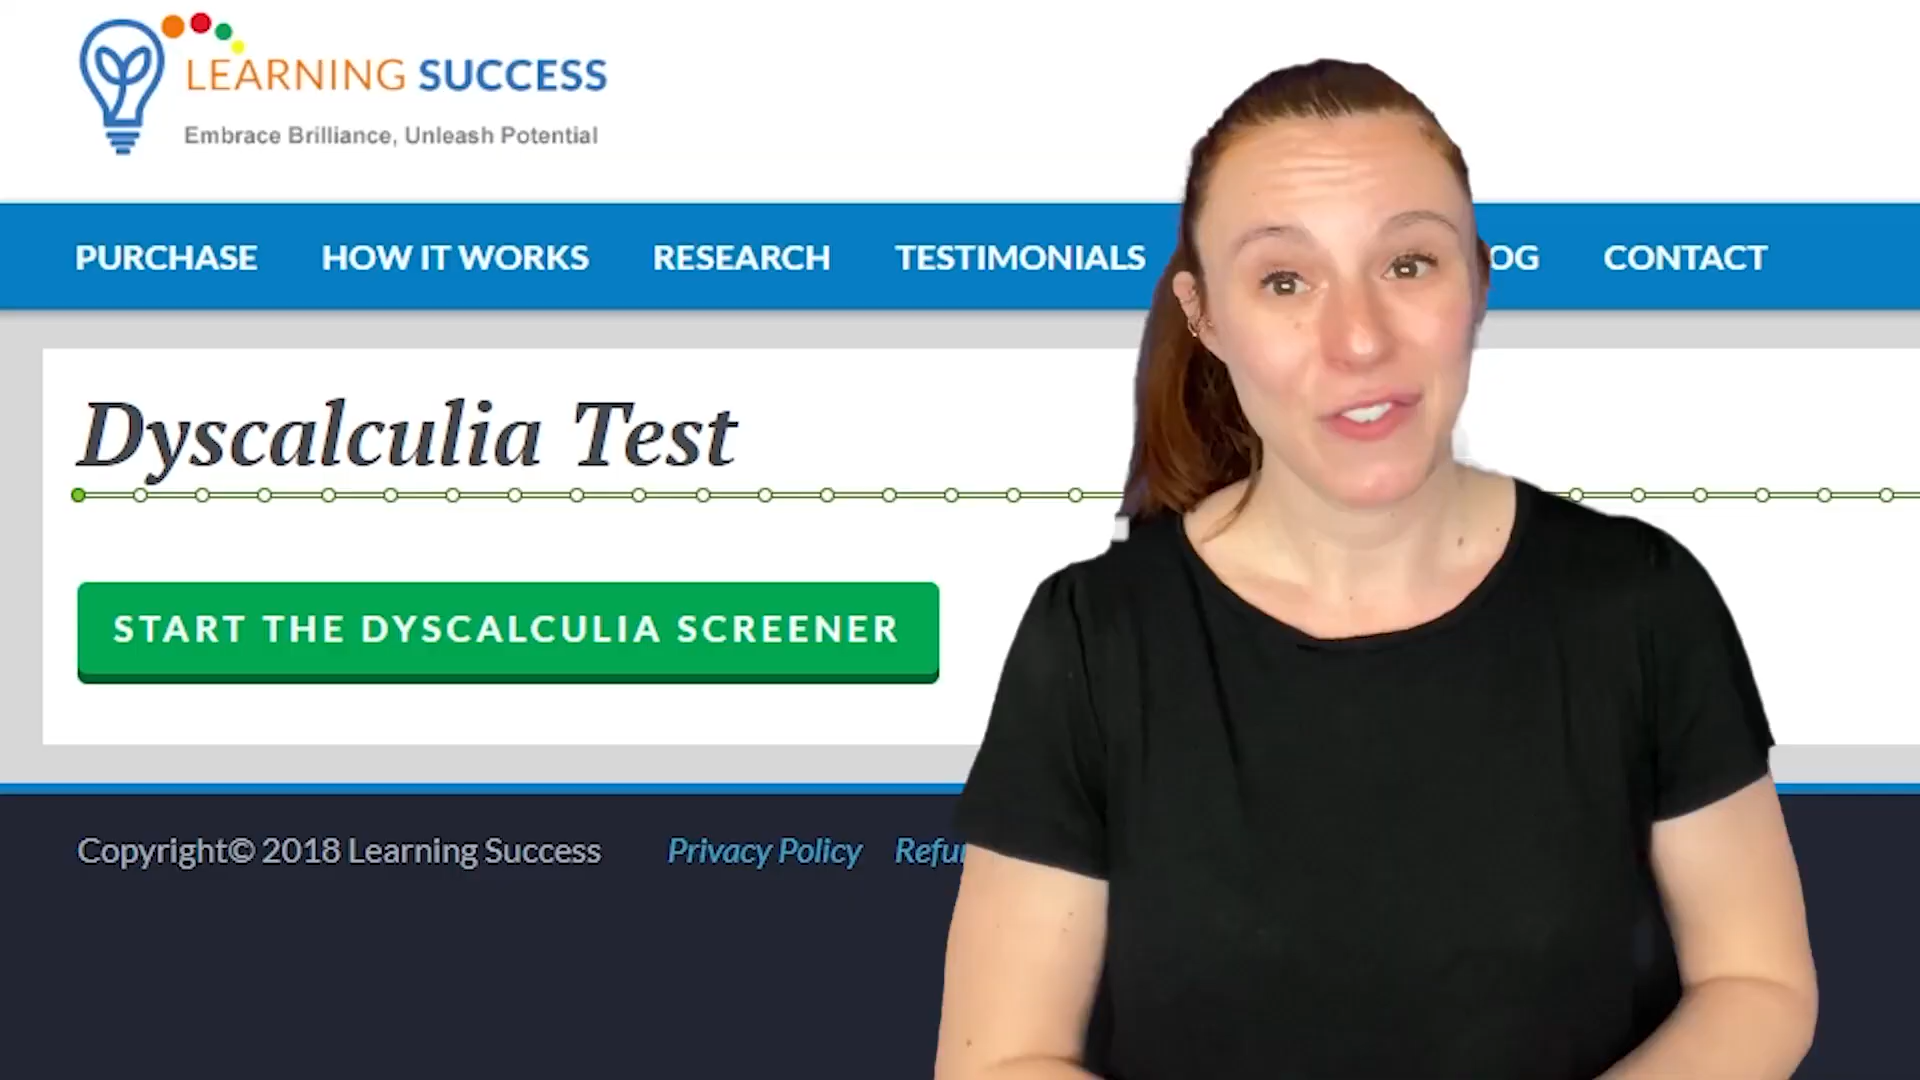 LEARNING SUCCESS
Embrace Brilliance, Unleash Potential
PURCHASE HOW IT WORKS RESEARCH TESTIMONIALS CONTACT
Dyscalculia Test
START THE DYSCALCULIA SCREENER
Copyright© 2018 Learning Success Privacy Policy